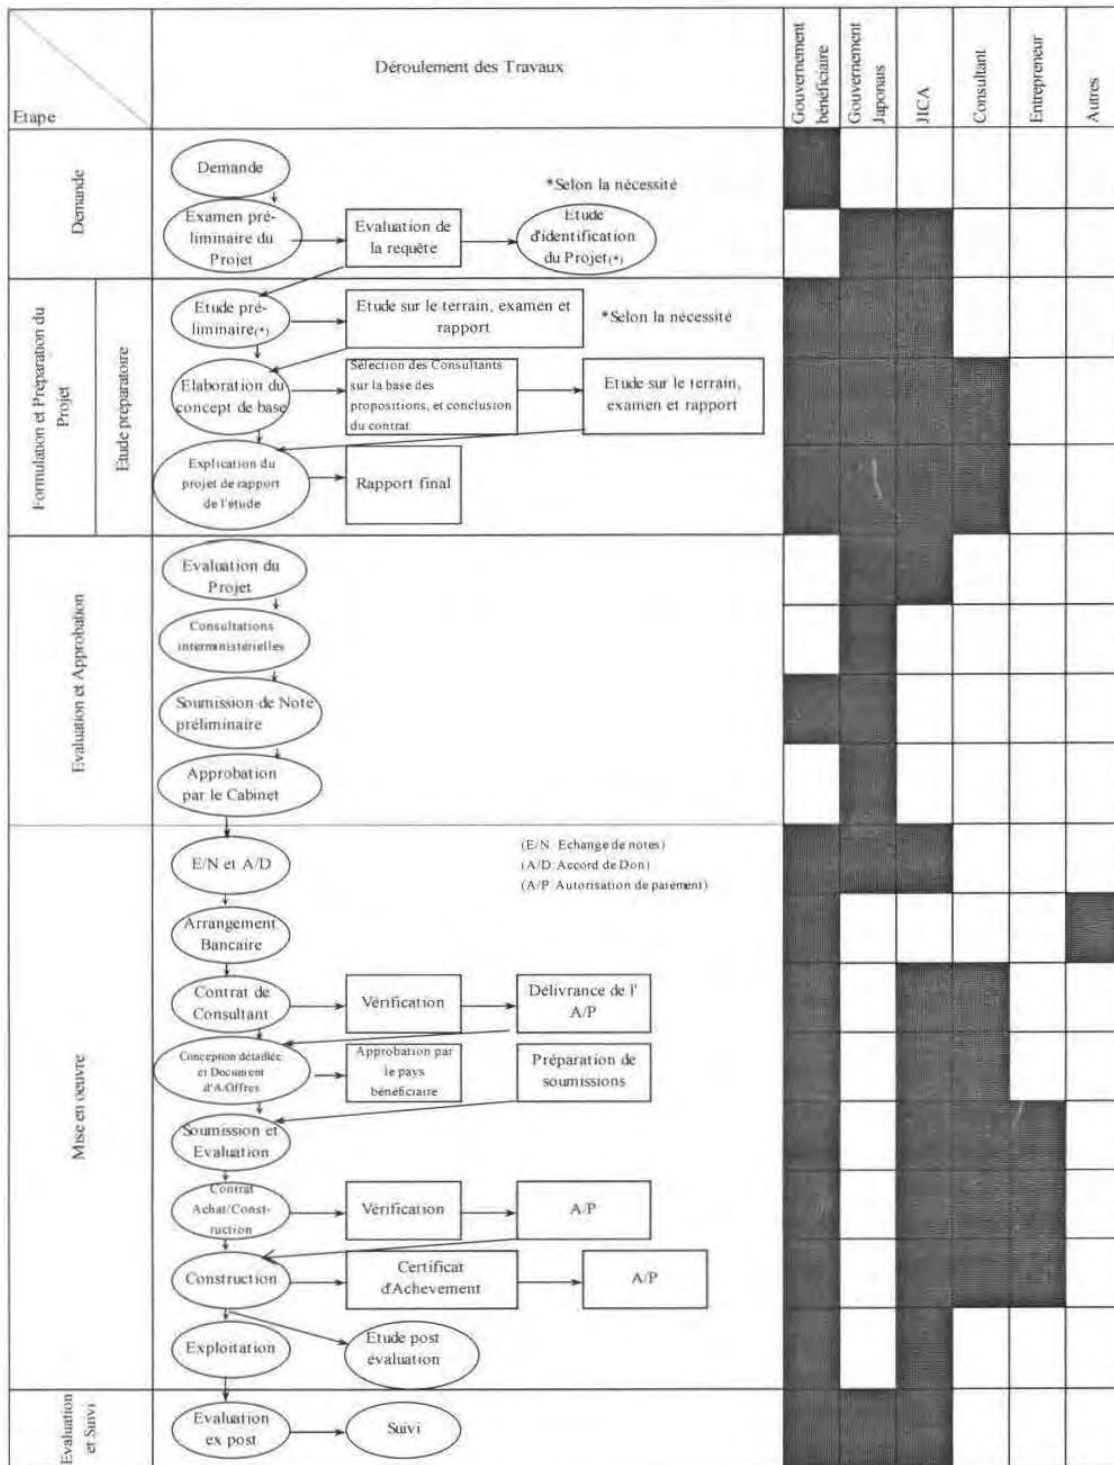 Déroulement des Travaux
Etape
Gouvernement
bénéficiaire
Gouvernement
Japonais
JICA
Consultant
Entrepreneur
Autres
Demande
Demande
*Selon la nécessité
Examen pré-
liminaire du
Projet
Evaluation de
la requête
Etude
d'identification
du Projet(*)
Formulation et Préparation du
Projet
Etude préparatoire
Etude pré-
liminaire(*)
Etude sur le terrain, examen et
rapport
*Selon la nécessité
Elaboration du
concept de base
Sélection des Consultants
sur la base des
propositions, et conclusion
du contrat
Etude sur le terrain,
examen et rapport
Explication du
projet de rapport
de l'étude
Rapport final
Evaluation et Approbation
Evaluation du
Projet
Consultations
interministérielles
Soumission de Note
préliminaire
Approbation
par le Cabinet
Mise en oeuvre
E/N et A/D
(E/N: Echange de notes)
(A/D: Accord de Don)
(A/P: Autorisation de paiement)
Arrangement
Bancaire
Contrat de
Consultant
Vérification
Délivrance de l'
A/P
Conception détaillée
et Document
d'A/Offres
Approbation par
le pays
bénéficiaire
Préparation de
soumissions
Soumission et
Evaluation
Contrat
Achat/Const-
ruction
Vérification
A/P
Construction
Certificat
d'Achevement
A/P
Exploitation
Etude post
évaluation
Evaluation
et Suivi
Evaluation
ex post
Suivi